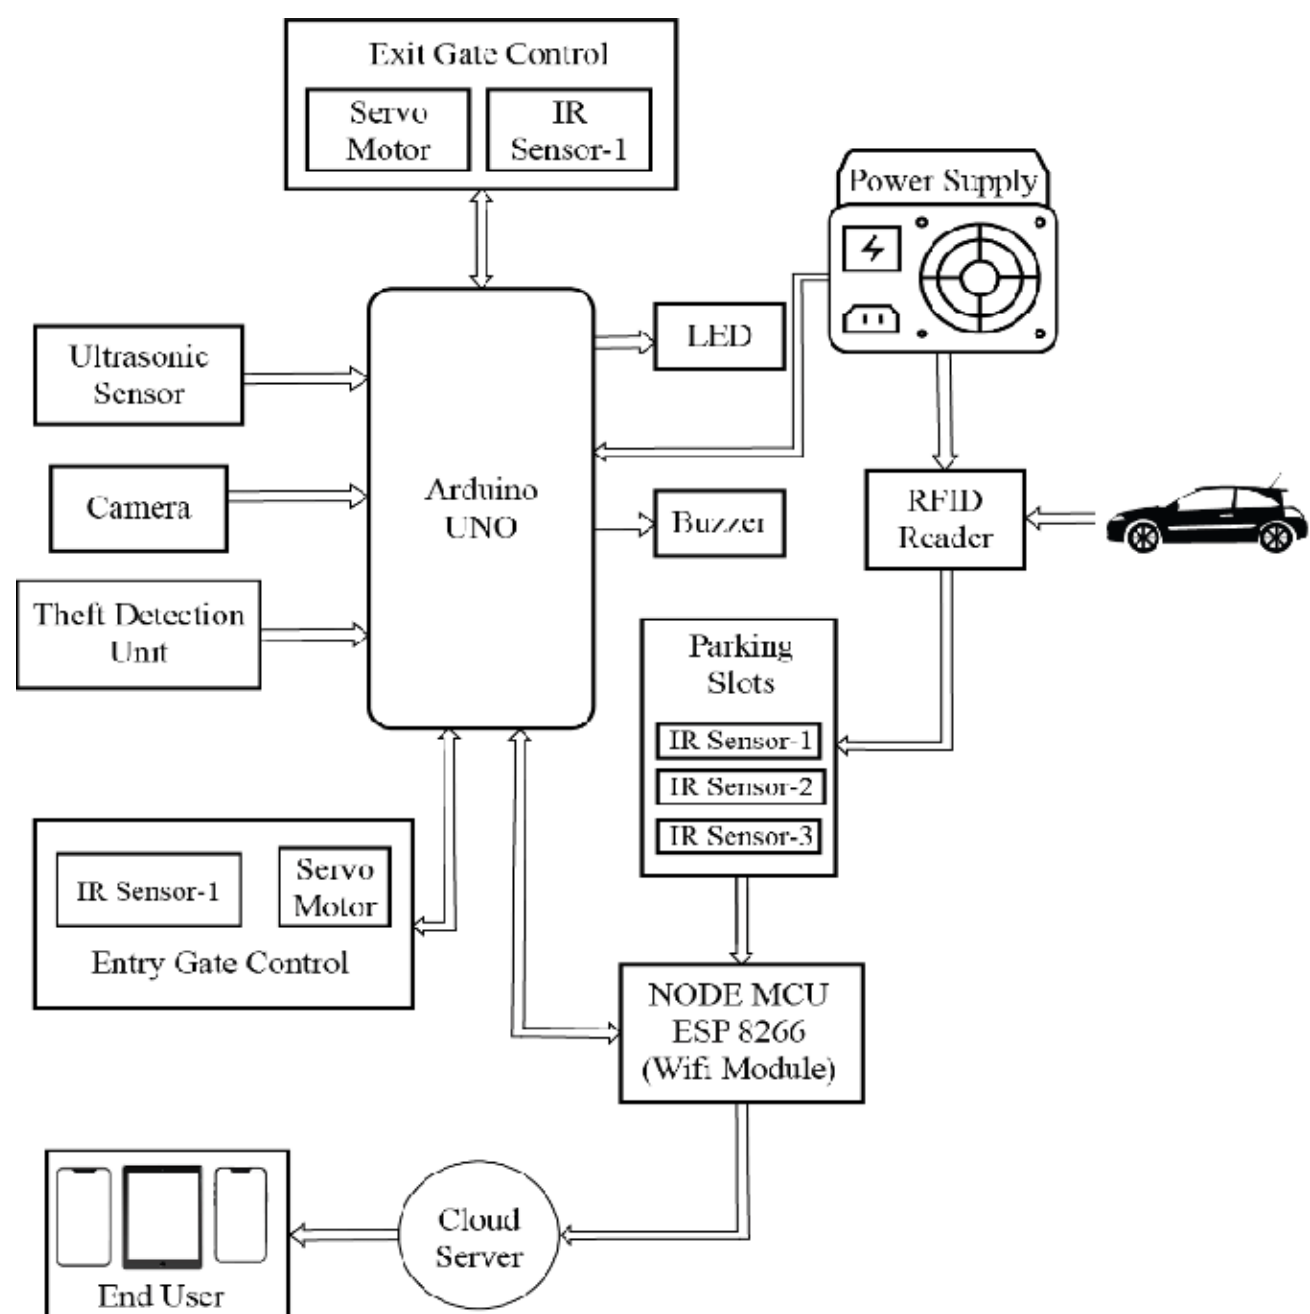 Exit Gate Control
Servo
Motor
IR
Sensor-1
Power Supply
LED
Ultrasonic
Sensor
Arduino
UNO
Camera
Buzzer
RFID
Reader
Theft Detection
Unit
Parking
Slots
IR Sensor-1
IR Sensor-2
IR Sensor-3
IR Sensor-1
Servo
Motor
Entry Gate Control
NODE MCU
ESP 8266
(Wifi Module)
Cloud
Server
End User